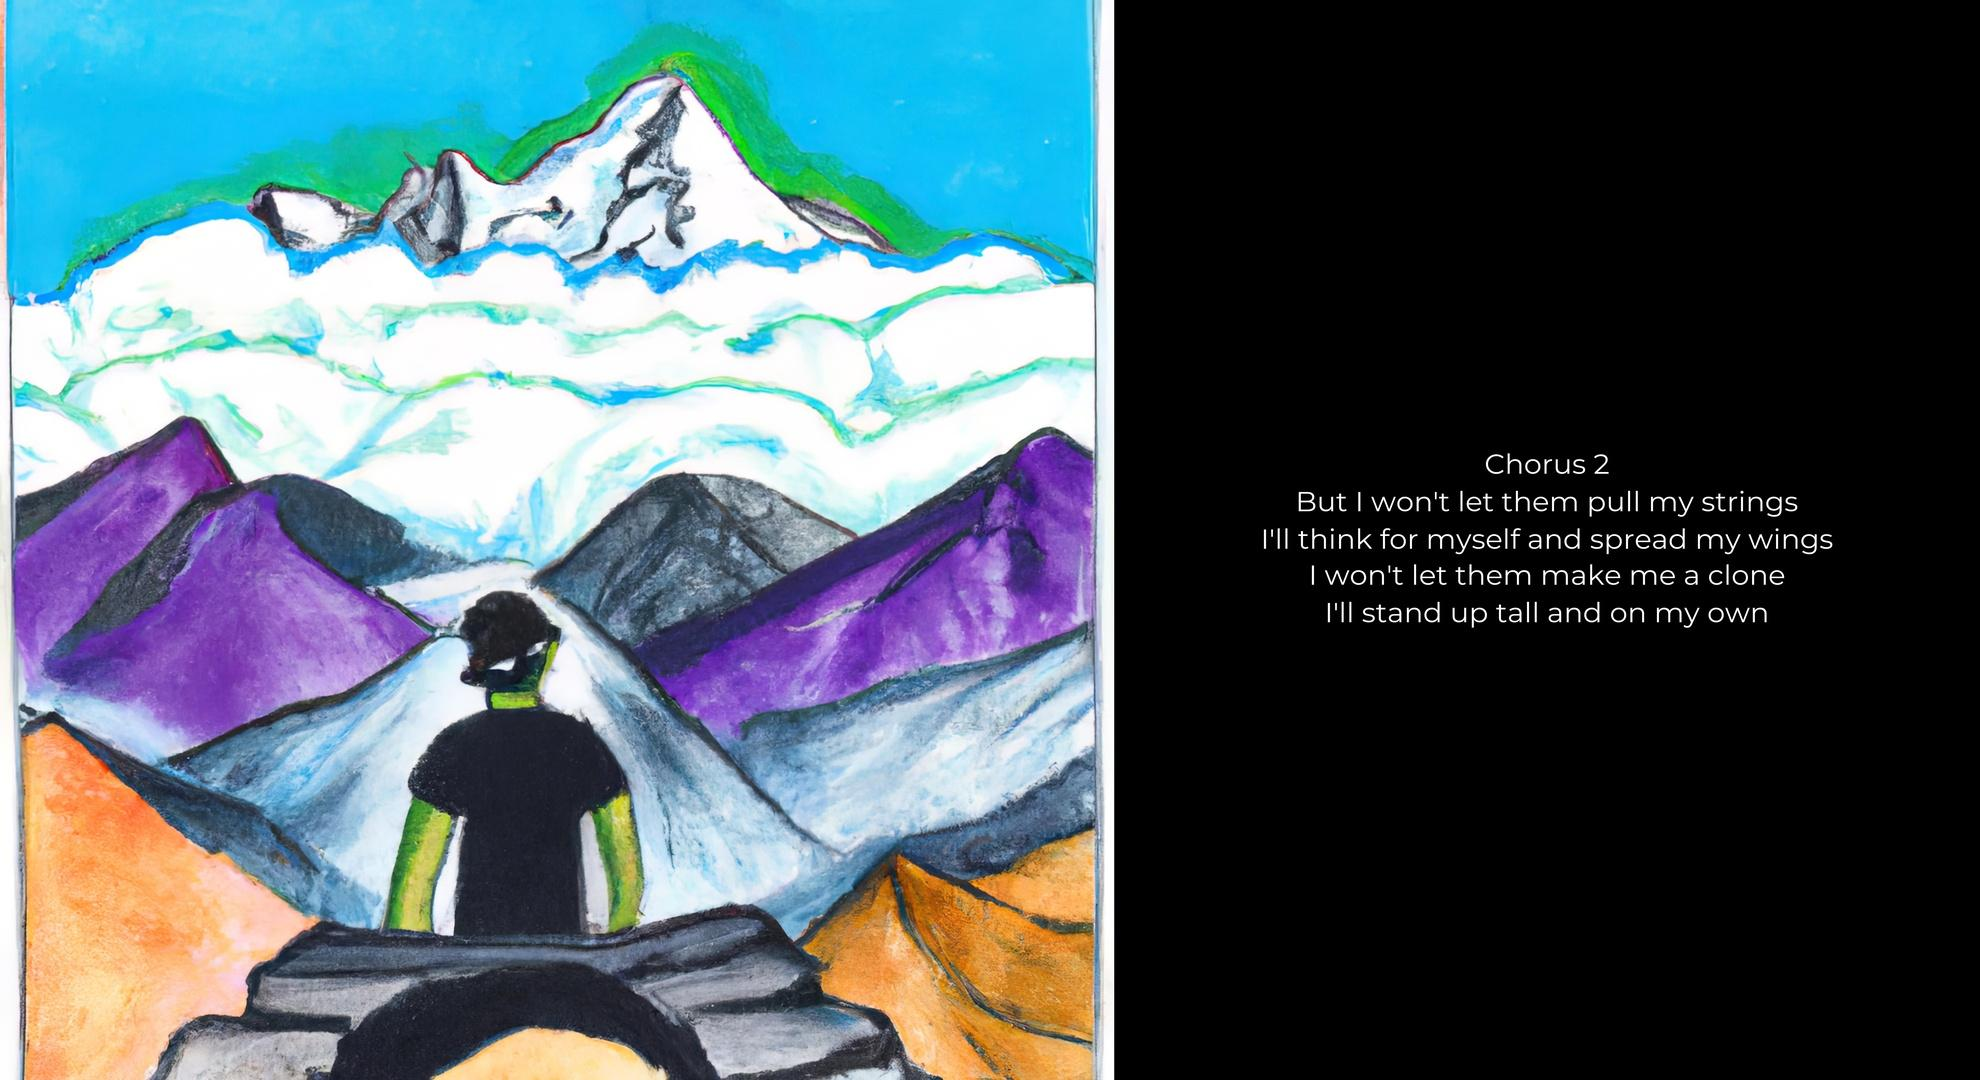 Chorus 2
But I won't let them pull my strings
I'll think for myself and spread my wings
I won't let them make me a clone
I'll stand up tall and on my own